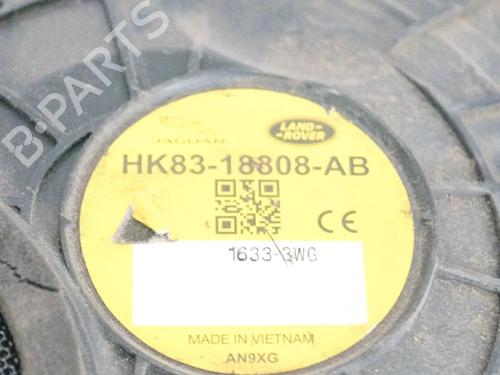 B-PARTS
JAGUAR
LAND-
ROVER
HK83-18808-AB
CE
1633-3WG
MADE IN VIETNAM
AN9XG